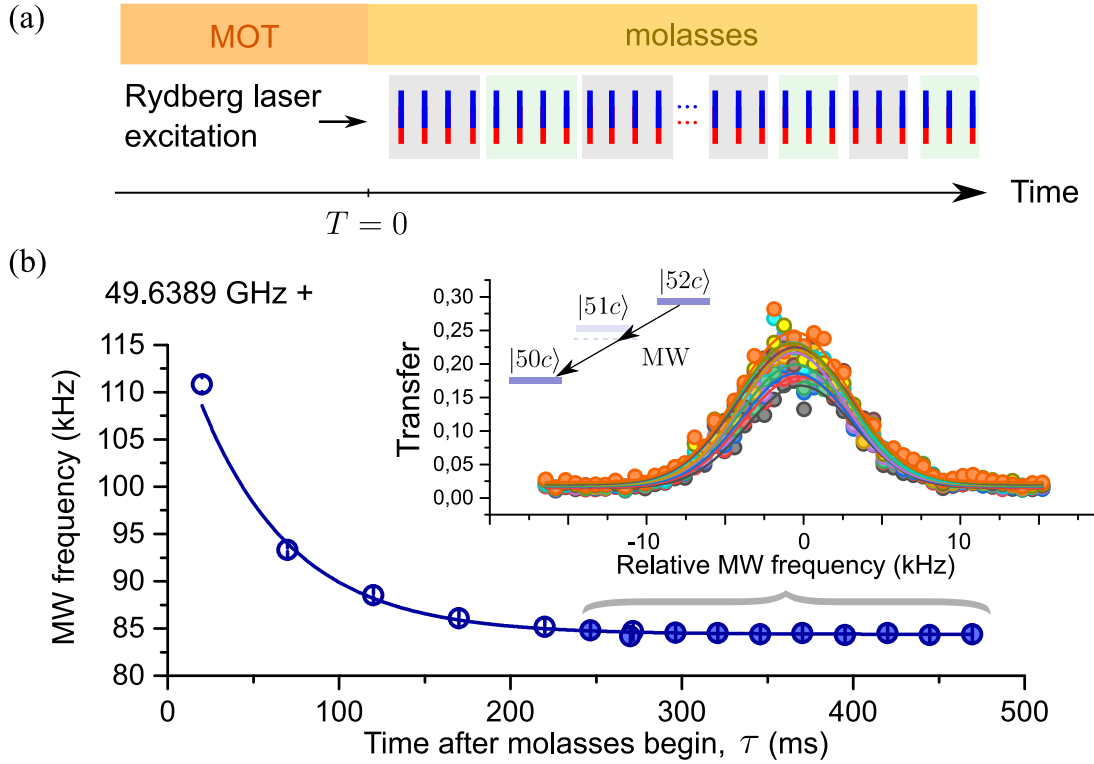 (a)
MOT
molasses
Rydberg laser
excitation
...
...
Time
T = 0
(b)
49.6389 GHz +
MW frequency (kHz)
115
110
105
100
95
90
85
80
0
100
200
300
400
500
Time after molasses begin, τ (ms)
Transfer
0,30
0,25
0,20
0,15
0,10
0,05
0,00
|52c⟩
|51c⟩
|50c⟩
MW
-10
0
10
Relative MW frequency (kHz)